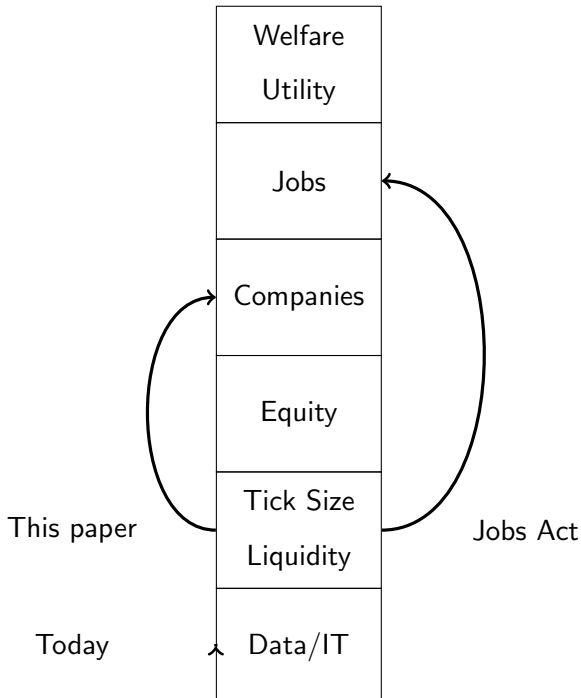 Welfare
Utility
Jobs
Companies
Equity
Tick Size
This paper
Liquidity
Jobs Act
Today
Data/IT